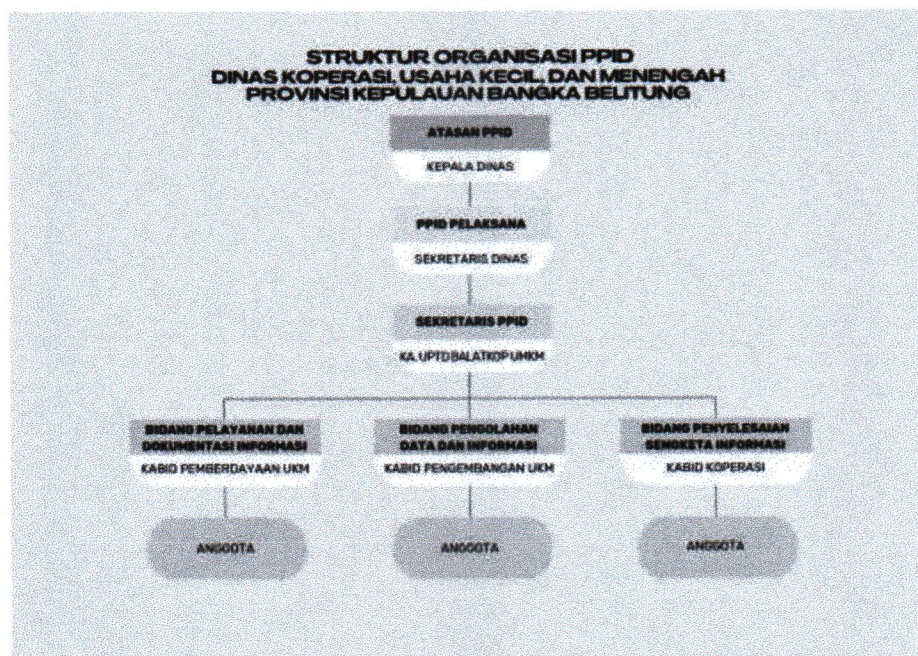 STRUKTUR ORGANISASI PPID
DINAS KOPERASI, USAHA KECIL, DAN MENENGAH
PROVINSI KEPULAUAN BANGKA BELITUNG
ATASAN PPID
KEPALA DINAS
PPID PELAKSANA
SEKRETARIS DINAS
SEKRETARIS PPID
KA. UPTD BALATKOP UMKM
BIDANG PELAYANAN DAN
DOKUMENTASI INFORMASI
KABID PEMBERDAYAAN UKM
BIDANG PENGOLAHAN
DATA DAN INFORMASI
KABID PENGEMBANGAN UKM
BIDANG PENYELESAIAN
SENGKETA INFORMASI
KABID KOPERASI
ANGGOTA
ANGGOTA
ANGGOTA